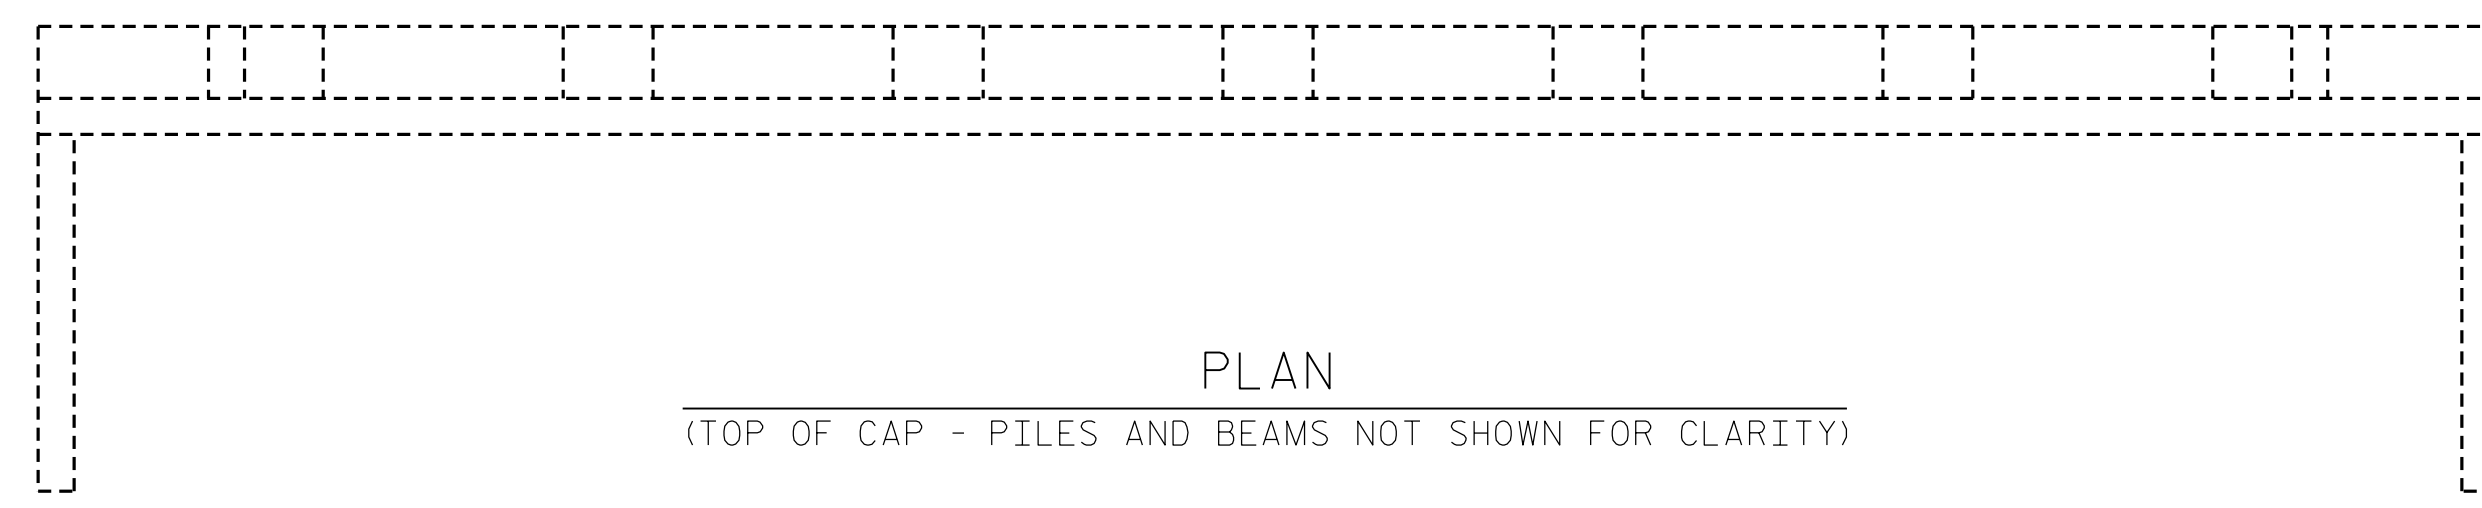 PLAN
(TOP OF CAP - PILES AND BEAMS NOT SHOWN FOR CLARITY)